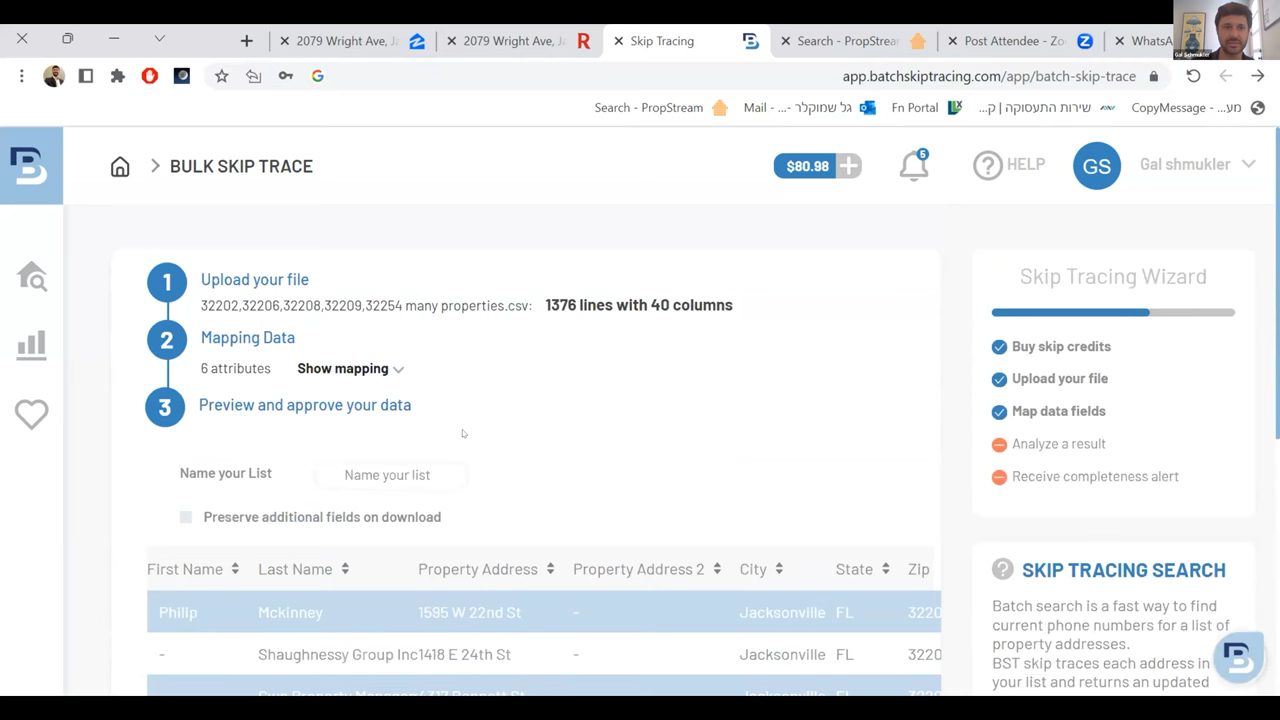 2079 Wright Ave, Ja
2079 Wright Ave, Ja
Skip Tracing
Search - PropStrea
Post Attendee - Zo
WhatsA
Gal Schmukler
app.batchskiptracing.com/app/batch-skip-trace
Search - PropStream
Mail - ...- גל שמוקלר
Fn Portal
שירות התעסוקה | ק...
CopyMessage - ...מע
BULK SKIP TRACE
$80.98
6
HELP
GS
Gal shmukler
1 Upload your file
32202,32206,32208,32209,32254 many properties.csv: 1376 lines with 40 columns
2 Mapping Data
6 attributes Show mapping
3 Preview and approve your data
Name your List Name your list
Preserve additional fields on download
First Name Last Name Property Address Property Address 2 City State Zip
Philip Mckinney 1595 W 22nd St - Jacksonville FL 3220
- Shaughnessy Group Inc 1418 E 24th St - Jacksonville FL 3220
Skip Tracing Wizard
Buy skip credits
Upload your file
Map data fields
Analyze a result
Receive completeness alert
SKIP TRACING SEARCH
Batch search is a fast way to find
current phone numbers for a list of
property addresses.
BST skip traces each address in
your list and returns an updated